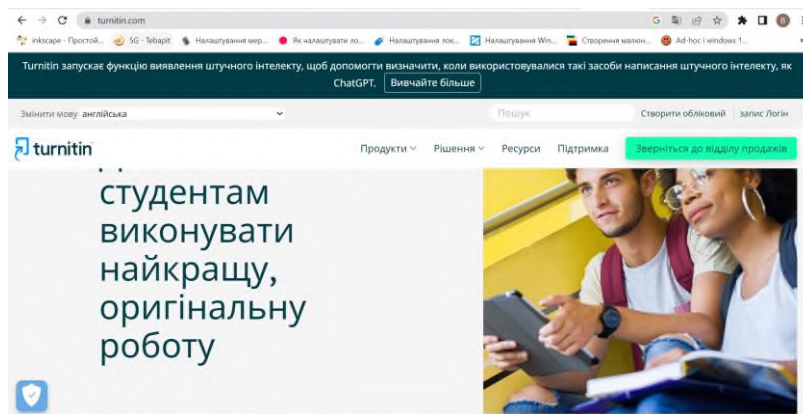 turnitin.com
inkscape - Простой...
5G - Tebapit
Налаштування мер...
Як налаштувати ло...
Налаштування лок...
Налаштування Win...
Створення малюн...
Ad-hoc і windows 1...
Turnitin запускає функцію виявлення штучного інтелекту, щоб допомогти визначити, коли використовувалися такі засоби написання штучного інтелекту, як
ChatGPT. Вивчайте більше
Змінити мову англійська
Пошук
Створити обліковий запис Логін
turnitin
Продукти Рішення Ресурси Підтримка Зверніться до відділу продажів
студентам
виконувати
найкращу,
оригінальну
роботу